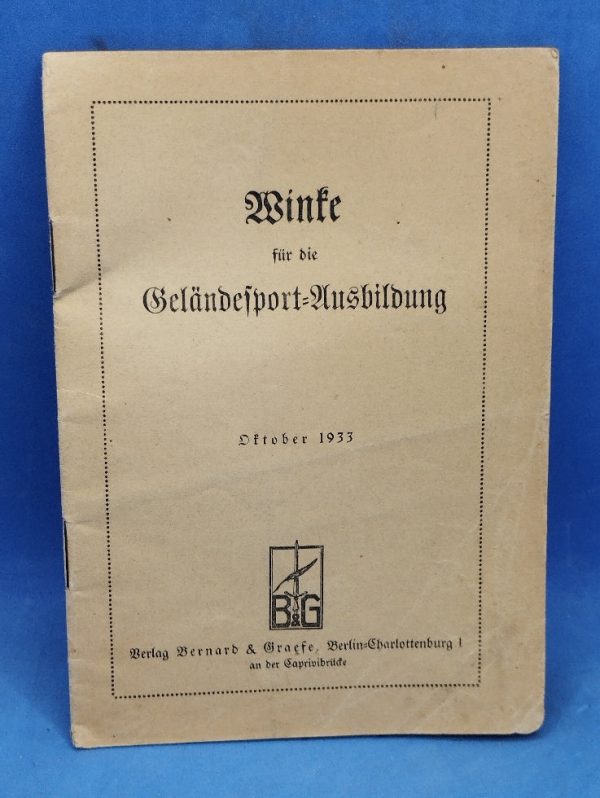 Winke
für die
Geländesport=Ausbildung
Oktober 1933
B&G
Verlag Bernard & Graefe, Berlin=Charlottenburg 1
an der Caprivibrücke